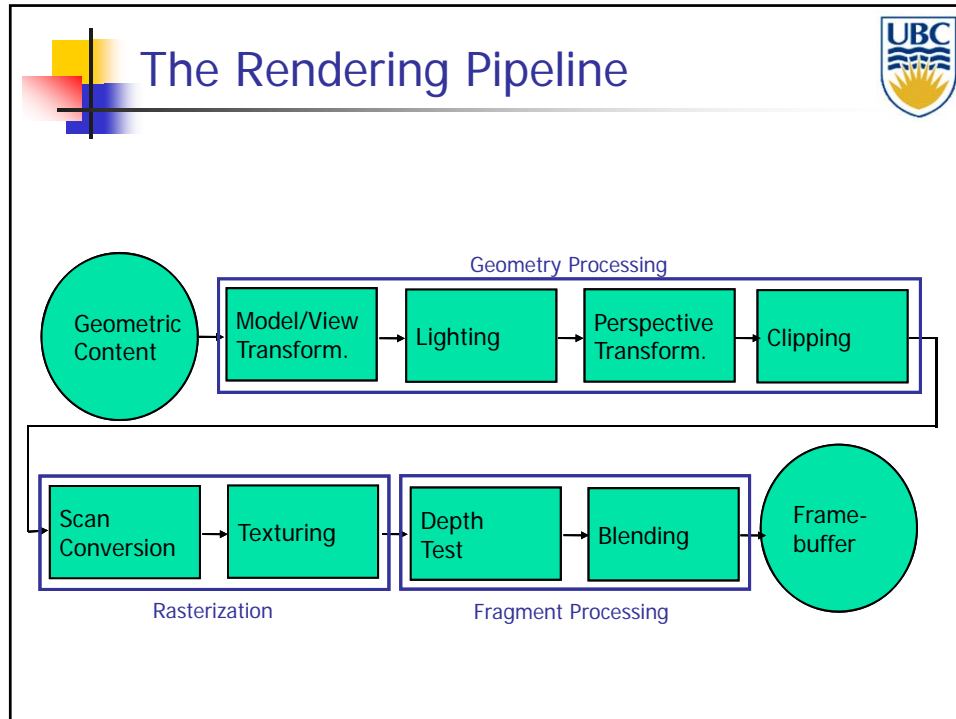 The Rendering Pipeline
UBC
Geometry Processing
Geometric
Content
Model/View
Transform.
Lighting
Perspective
Transform.
Clipping
Scan
Conversion
Texturing
Depth
Test
Blending
Frame-
buffer
Rasterization
Fragment Processing